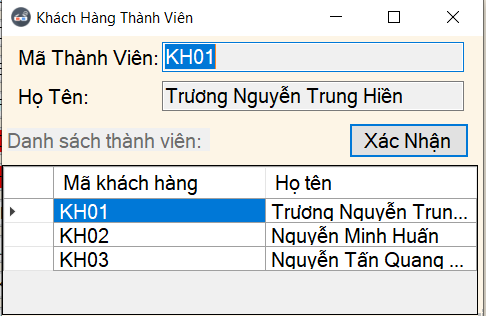 Khách Hàng Thành Viên
Mã Thành Viên: KH01
Họ Tên: Trương Nguyễn Trung Hiền
Danh sách thành viên: Xác Nhận
Mã khách hàng Họ tên
KH01 Trương Nguyễn Trun...
KH02 Nguyễn Minh Huấn
KH03 Nguyễn Tấn Quang ...